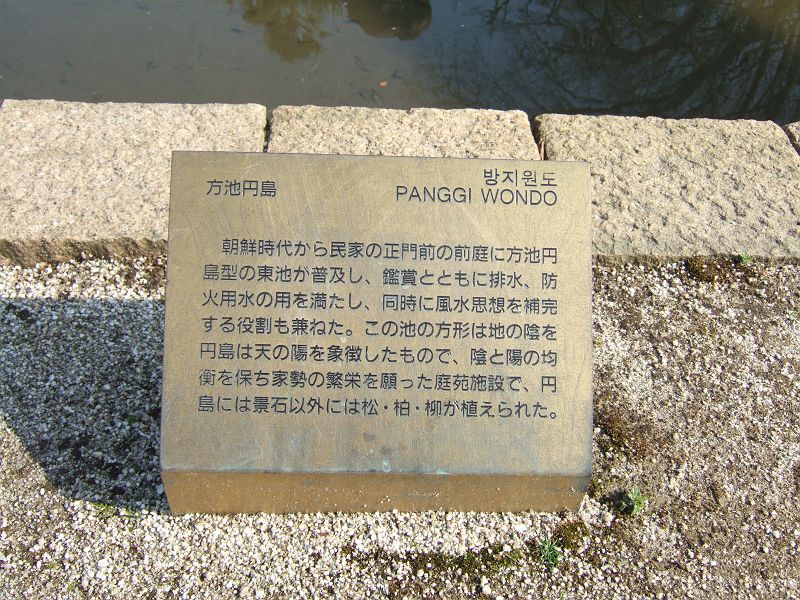 方池円島
방지원도
PANGGI WONDO
朝鮮時代から民家の正門前の前庭に方池円
島型の東池が普及し、鑑賞とともに排水、防
火用水の用を満たし、同時に風水思想を補完
する役割も兼ねた。この池の方形は地の陰を
円島は天の陽を象徴したもので、陰と陽の均
衡を保ち家勢の繁栄を願った庭苑施設で、円
島には景石以外には松・柏・柳が植えられた。